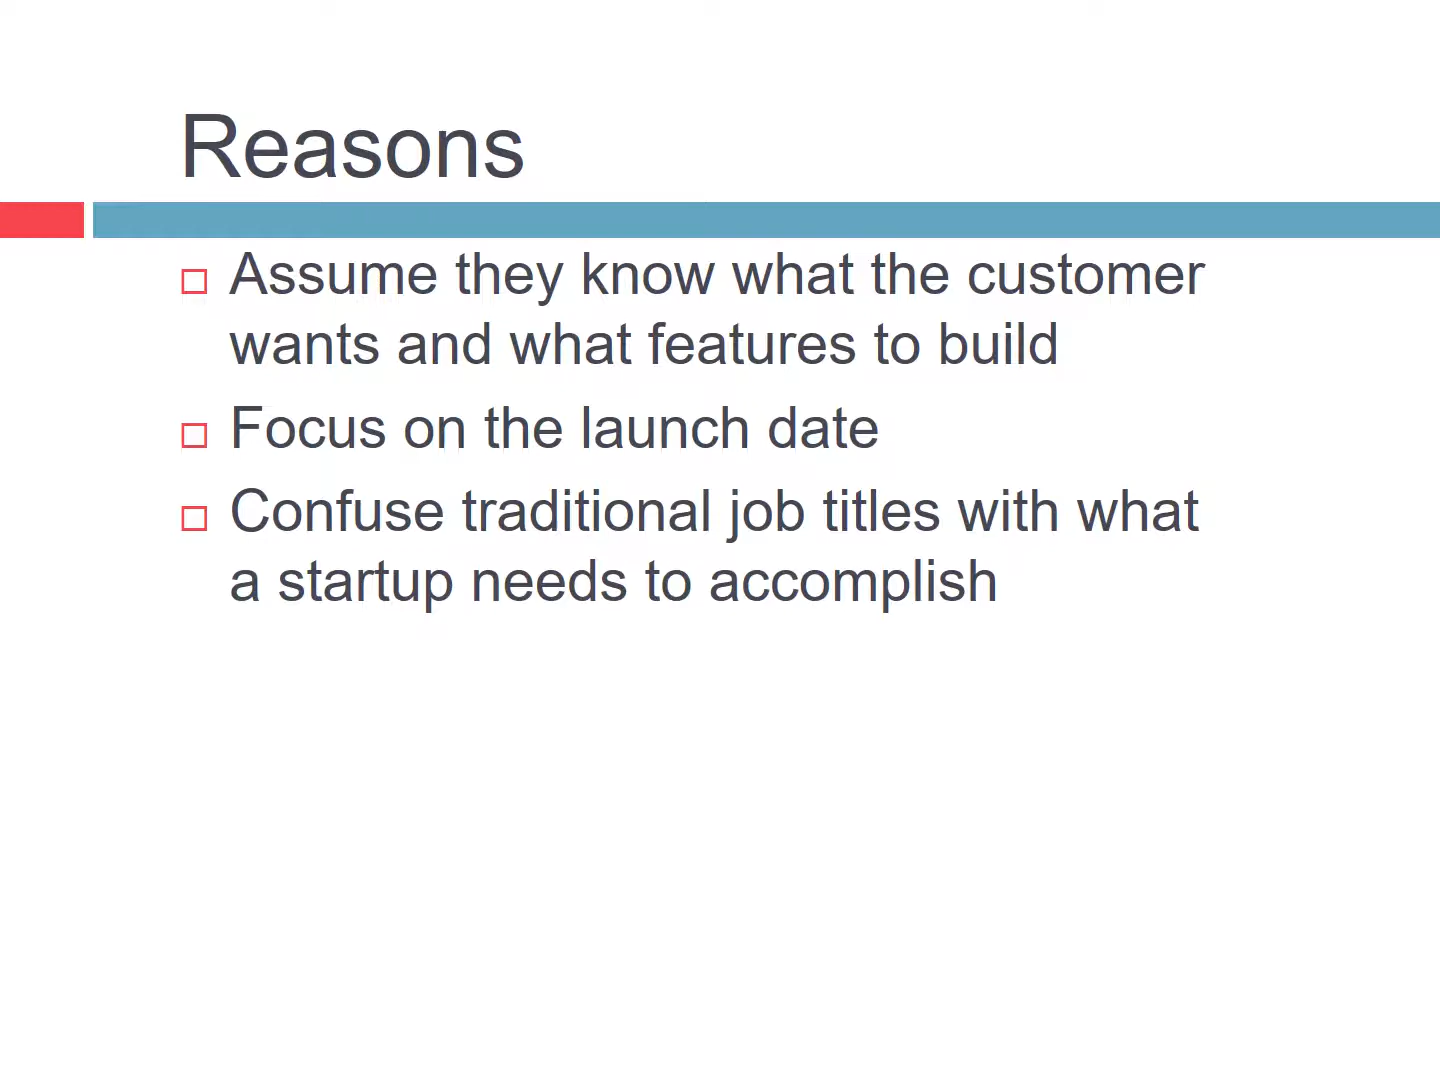 Reasons
Assume they know what the customer
wants and what features to build
Focus on the launch date
Confuse traditional job titles with what
a startup needs to accomplish